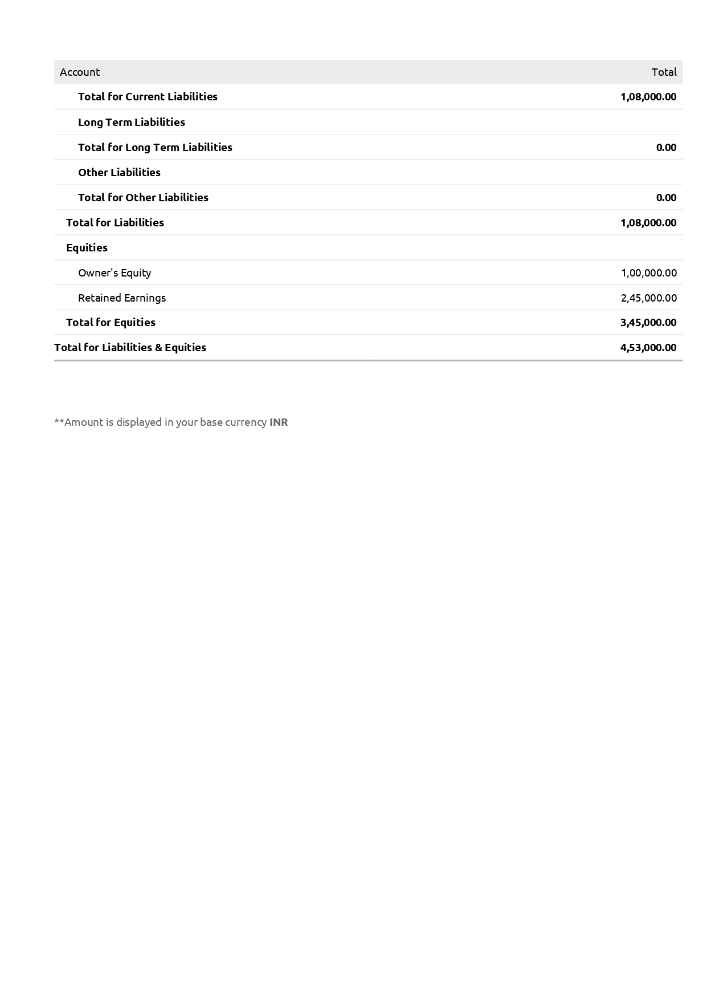 Account Total
Total for Current Liabilities 1,08,000.00
Long Term Liabilities
Total for Long Term Liabilities 0.00
Other Liabilities
Total for Other Liabilities 0.00
Total for Liabilities 1,08,000.00
Equities
Owner's Equity 1,00,000.00
Retained Earnings 2,45,000.00
Total for Equities 3,45,000.00
Total for Liabilities & Equities 4,53,000.00
**Amount is displayed in your base currency INR